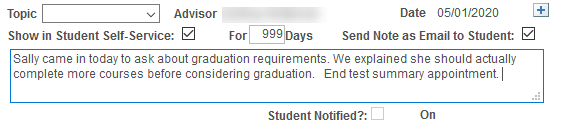 Topic Advisor Date 05/01/2020
Show in Student Self-Service: For 999 Days Send Note as Email to Student:
Sally came in today to ask about graduation requirements. We explained she should actually
complete more courses before considering graduation.   End test summary appointment.
Student Notified?: On